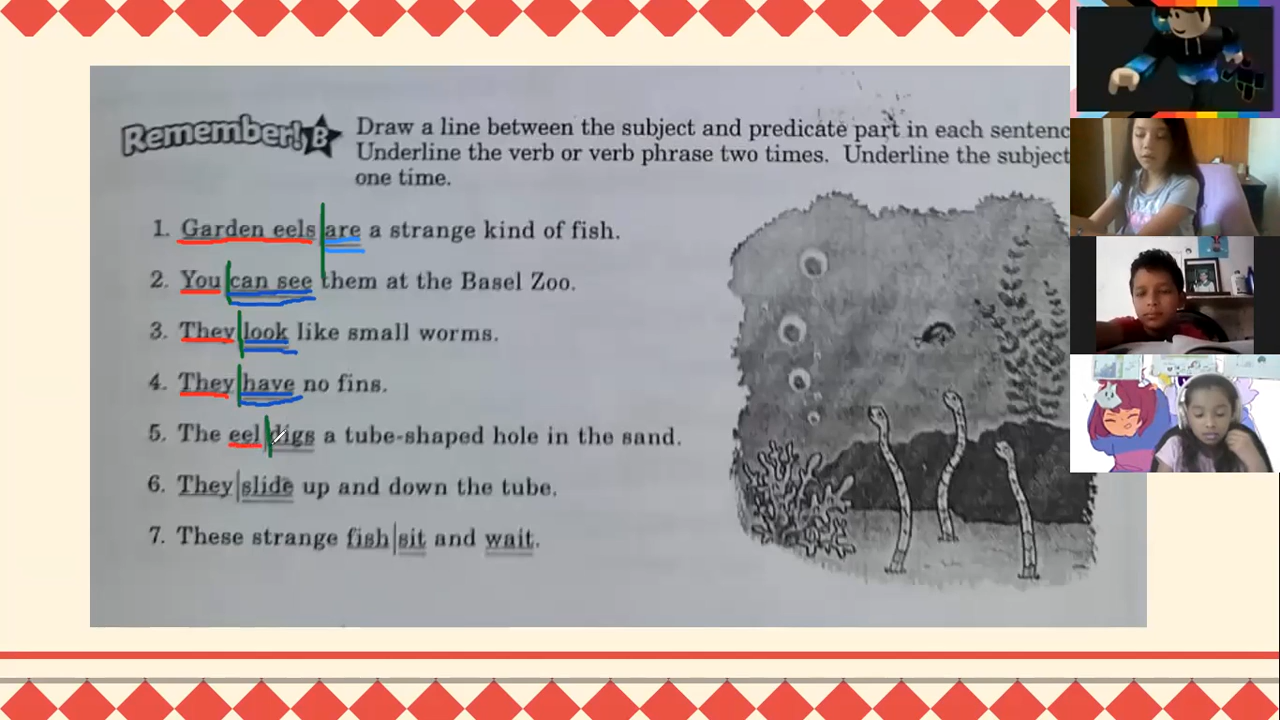 Remember! B
Draw a line between the subject and predicate part in each sentenc
Underline the verb or verb phrase two times. Underline the subject
one time.
1. Garden eels are a strange kind of fish.
2. You can see them at the Basel Zoo.
3. They look like small worms.
4. They have no fins.
5. The eel digs a tube-shaped hole in the sand.
6. They slide up and down the tube.
7. These strange fish sit and wait.